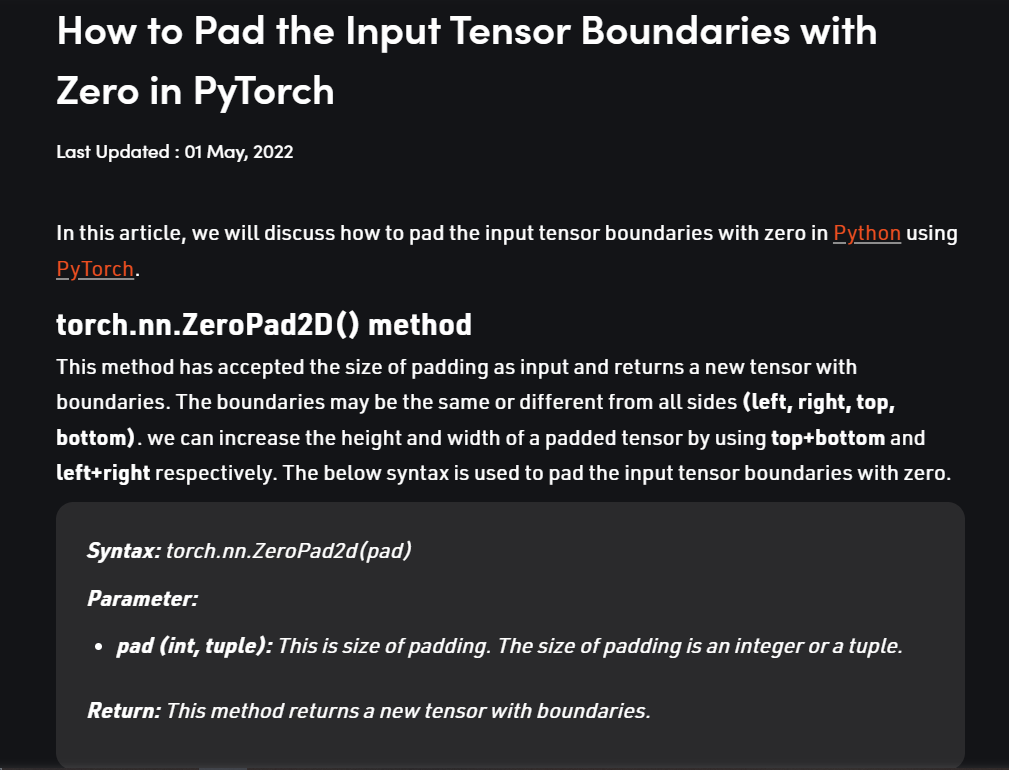 How to Pad the Input Tensor Boundaries with
Zero in PyTorch
Last Updated : 01 May, 2022
In this article, we will discuss how to pad the input tensor boundaries with zero in Python using
PyTorch.
torch.nn.ZeroPad2D() method
This method has accepted the size of padding as input and returns a new tensor with
boundaries. The boundaries may be the same or different from all sides (left, right, top,
bottom). we can increase the height and width of a padded tensor by using top+bottom and
left+right respectively. The below syntax is used to pad the input tensor boundaries with zero.
Syntax: torch.nn.ZeroPad2d(pad)
Parameter:
• pad (int, tuple): This is size of padding. The size of padding is an integer or a tuple.
Return: This method returns a new tensor with boundaries.